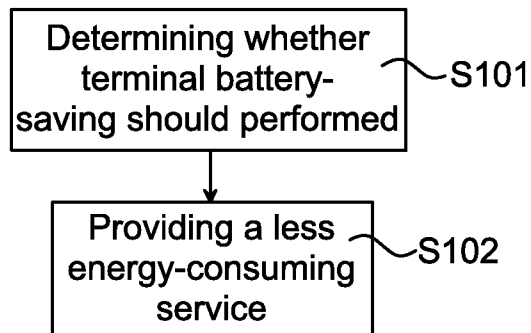 Determining whether
terminal battery-
saving should performed
S101
Providing a less
energy-consuming
service
S102